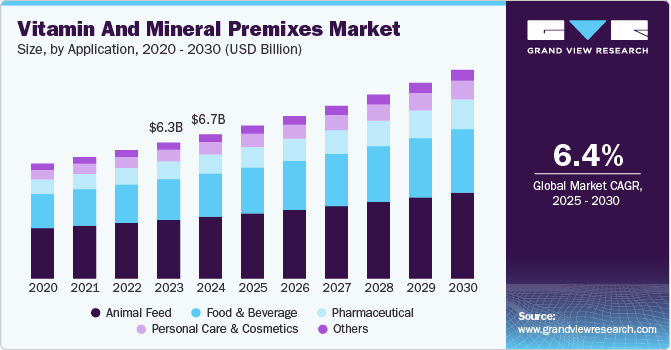 Vitamin And Mineral Premixes Market
Size, by Application, 2020 - 2030 (USD Billion)
$6.3B
$6.7B
2020 2021 2022 2023 2024 2025 2026 2027 2028 2029 2030
Animal Feed Food & Beverage Pharmaceutical
Personal Care & Cosmetics Others
GRAND VIEW RESEARCH
6.4%
Global Market CAGR,
2025 - 2030
Source:
www.grandviewresearch.com